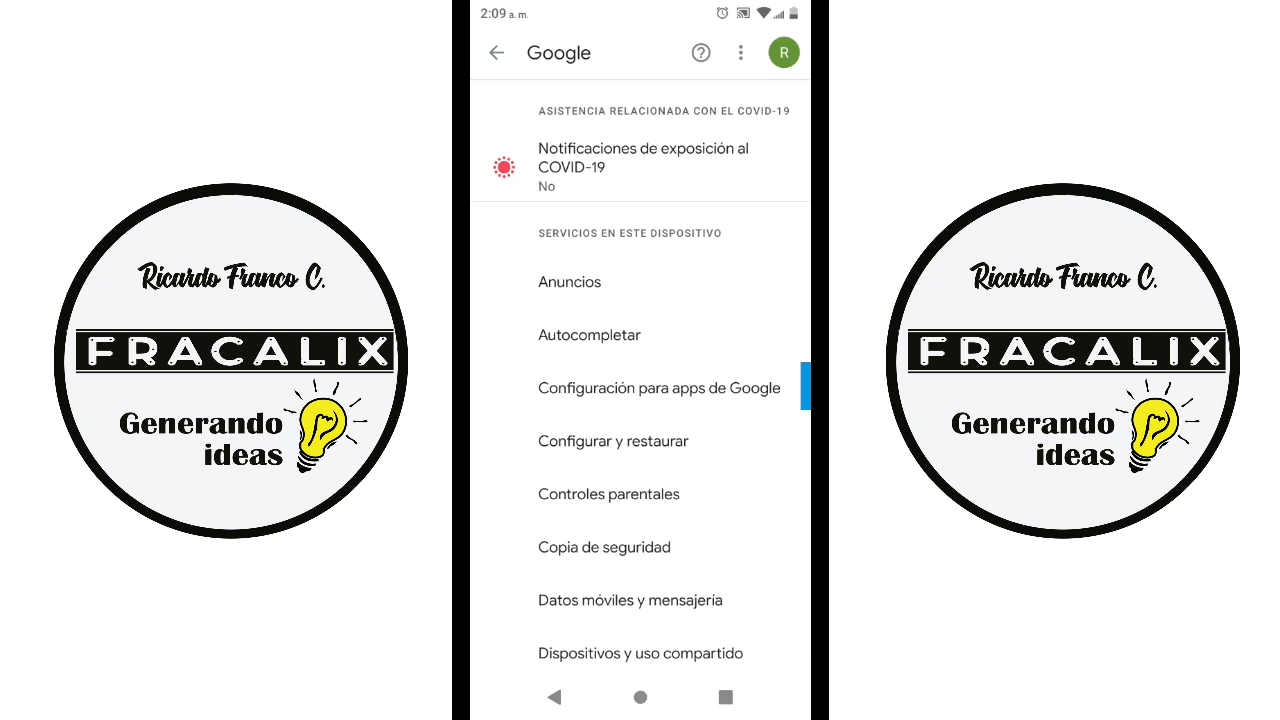 2:09 a. m.
Google
R
ASISTENCIA RELACIONADA CON EL COVID-19
Notificaciones de exposición al
COVID-19
No
SERVICIOS EN ESTE DISPOSITIVO
Anuncios
Autocompletar
Configuración para apps de Google
Configurar y restaurar
Controles parentales
Copia de seguridad
Datos móviles y mensajería
Dispositivos y uso compartido
Ricardo Franco C.
FRACALIX
Generando
ideas
Ricardo Franco C.
FRACALIX
Generando
ideas